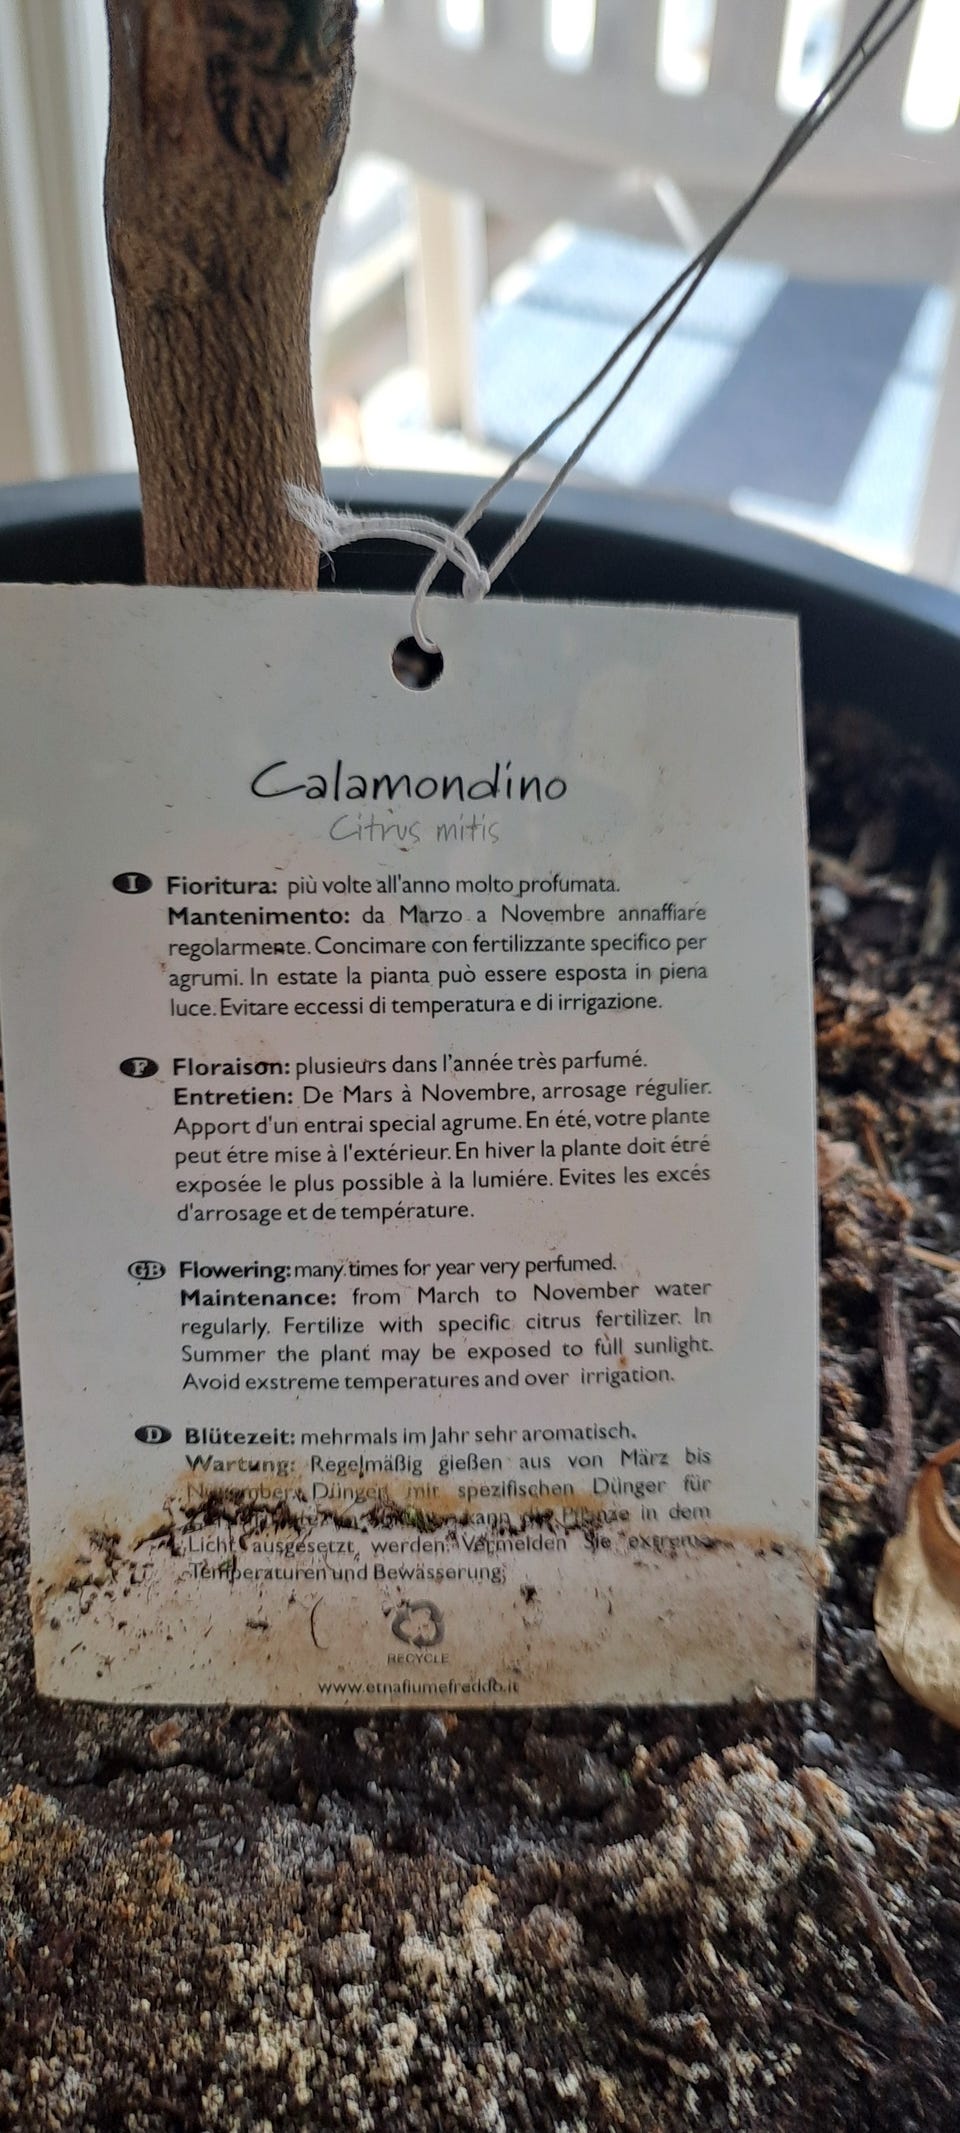 Calamondino
Citrus mitis
I Fioritura: più volte all'anno molto profumata.
Mantenimento: da Marzo a Novembre annaffiare
regolarmente. Concimare con fertilizzante specifico per
agrumi. In estate la pianta può essere esposta in piena
luce. Evitare eccessi di temperatura e di irrigazione.
F Floraison: plusieurs dans l'année très parfumé.
Entretien: De Mars à Novembre, arrosage régulier.
Apport d'un entrai special agrume. En été, votre plante
peut étre mise à l'extérieur. En hiver la plante doit étré
exposée le plus possible à la lumiére. Evites les excés
d'arrosage et de température.
GB Flowering: many times for year very perfumed.
Maintenance: from March to November water
regularly. Fertilize with specific citrus fertilizer. In
Summer the plant may be exposed to full sunlight.
Avoid exstreme temperatures and over irrigation.
D Blütezeit: mehrmals im Jahr sehr aromatisch.
Wartung: Regelmäßig gießen aus von März bis
November. Düngen mir spezifischen Dünger für
kann die Pflanze in dem
Licht ausgesetzt werden. Vermeiden Sie extreme
Temperaturen und Bewässerung.
RECYCLE
www.etnafiumefreddo.it